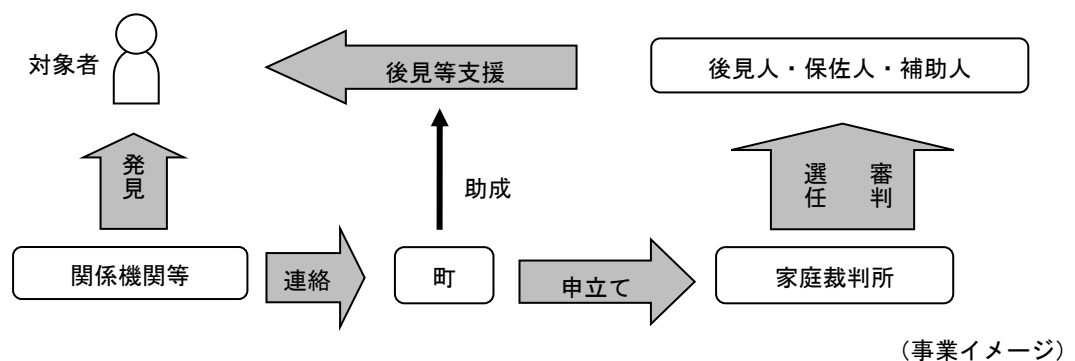 対象者
後見等支援
後見人・保佐人・補助人
発見
助成
審判
選任
関係機関等
連絡
町
申立て
家庭裁判所
(事業イメージ)